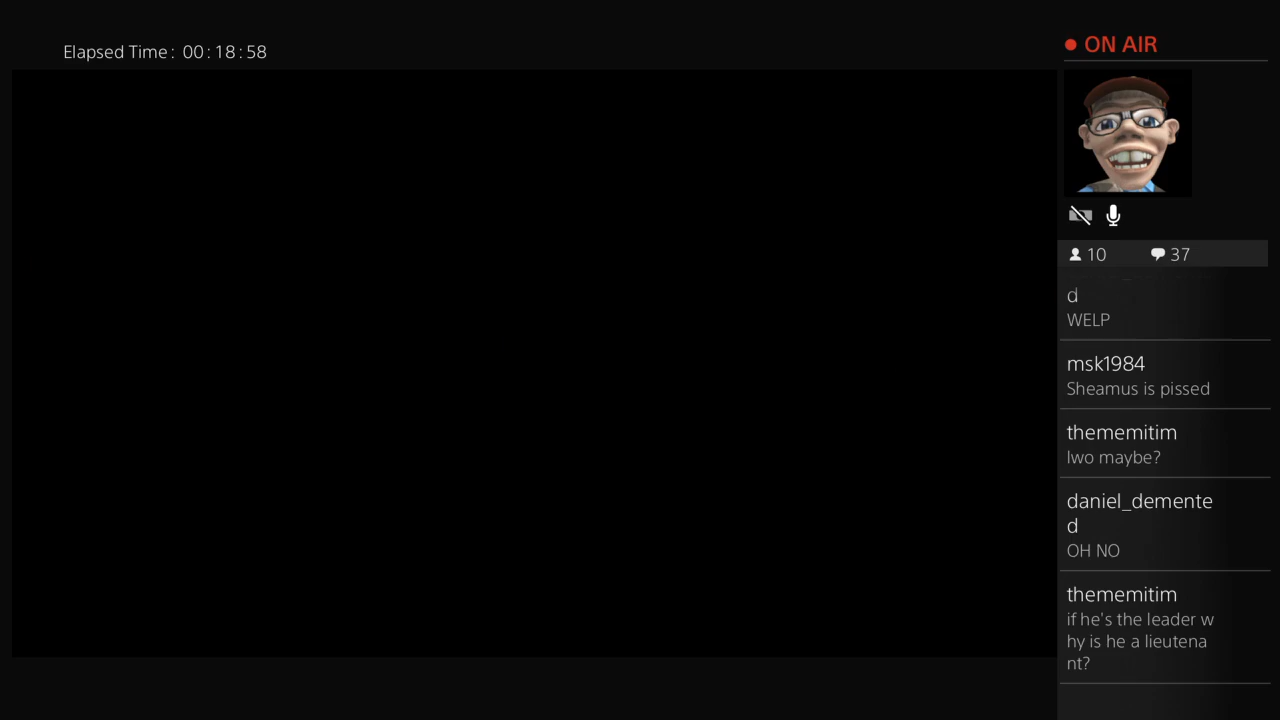 Elapsed Time: 00:18:58
ON AIR
10 37
d
WELP
msk1984
Sheamus is pissed
thememitim
Iwo maybe?
daniel_demente
d
OH NO
thememitim
if he's the leader w
hy is he a lieutena
nt?